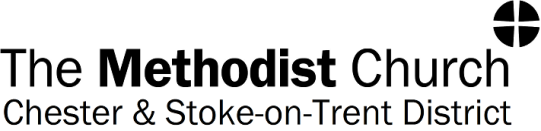 The Methodist Church
Chester & Stoke-on-Trent District